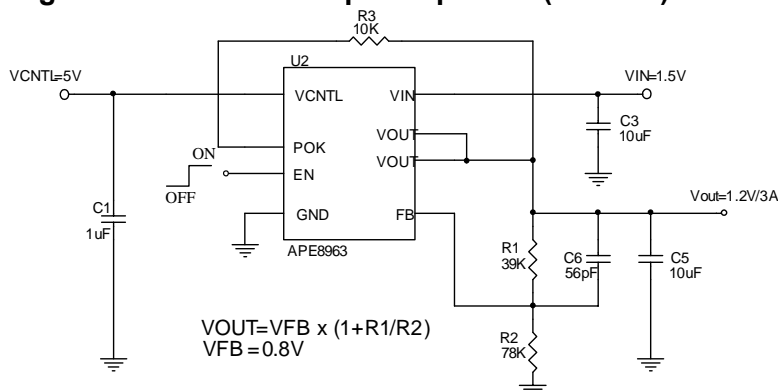 R3
10K
U2
VCNTL=5V
VIN=1.5V
VCNTL
VIN
C3
10uF
VOUT
POK
VOUT
ON
EN
OFF
Vout=1.2V/3A
C1
1uF
GND
FB
R1
39K
C6
56pF
C5
10uF
APE8963
VOUT=VFB x (1+R1/R2)
VFB=0.8V
R2
78K